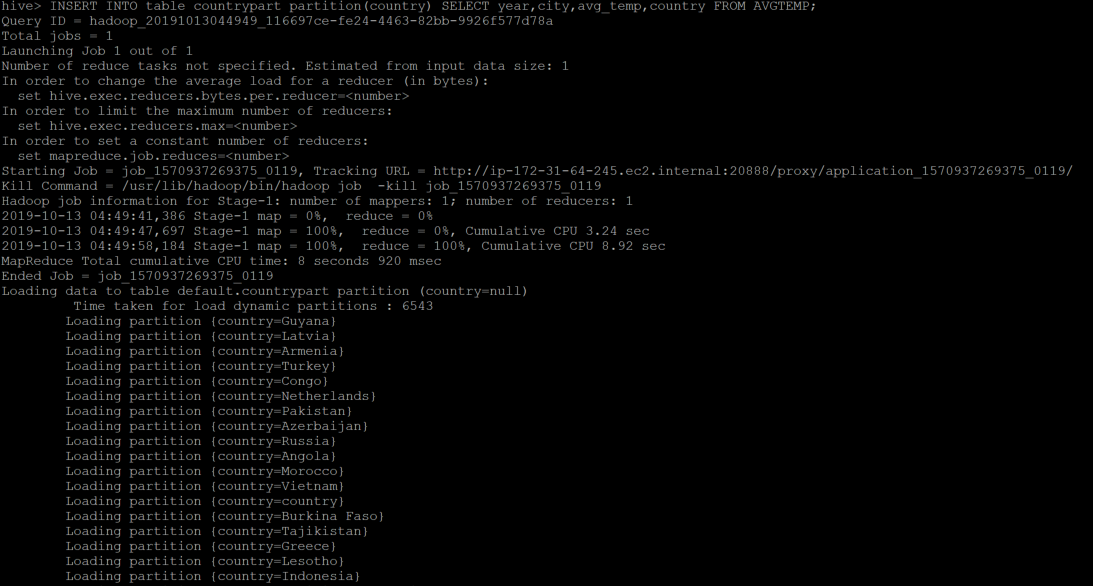 hive> INSERT INTO table countrypart partition(country) SELECT year,city,avg_temp,country FROM AVGTEMP;
Query ID = hadoop_20191013044949_116697ce-fe24-4463-82bb-9926f577d78a
Total jobs = 1
Launching Job 1 out of 1
Number of reduce tasks not specified. Estimated from input data size: 1
In order to change the average load for a reducer (in bytes):
  set hive.exec.reducers.bytes.per.reducer=<number>
In order to limit the maximum number of reducers:
  set hive.exec.reducers.max=<number>
In order to set a constant number of reducers:
  set mapreduce.job.reduces=<number>
Starting Job = job_1570937269375_0119, Tracking URL = http://ip-172-31-64-245.ec2.internal:20888/proxy/application_1570937269375_0119/
Kill Command = /usr/lib/hadoop/bin/hadoop job  -kill job_1570937269375_0119
Hadoop job information for Stage-1: number of mappers: 1; number of reducers: 1
2019-10-13 04:49:41,386 Stage-1 map = 0%,  reduce = 0%
2019-10-13 04:49:47,697 Stage-1 map = 100%,  reduce = 0%, Cumulative CPU 3.24 sec
2019-10-13 04:49:58,184 Stage-1 map = 100%,  reduce = 100%, Cumulative CPU 8.92 sec
MapReduce Total cumulative CPU time: 8 seconds 920 msec
Ended Job = job_1570937269375_0119
Loading data to table default.countrypart partition (country=null)
         Time taken for load dynamic partitions : 6543
        Loading partition {country=Guyana}
        Loading partition {country=Latvia}
        Loading partition {country=Armenia}
        Loading partition {country=Turkey}
        Loading partition {country=Congo}
        Loading partition {country=Netherlands}
        Loading partition {country=Pakistan}
        Loading partition {country=Azerbaijan}
        Loading partition {country=Russia}
        Loading partition {country=Angola}
        Loading partition {country=Morocco}
        Loading partition {country=Vietnam}
        Loading partition {country=country}
        Loading partition {country=Burkina Faso}
        Loading partition {country=Tajikistan}
        Loading partition {country=Greece}
        Loading partition {country=Lesotho}
        Loading partition {country=Indonesia}